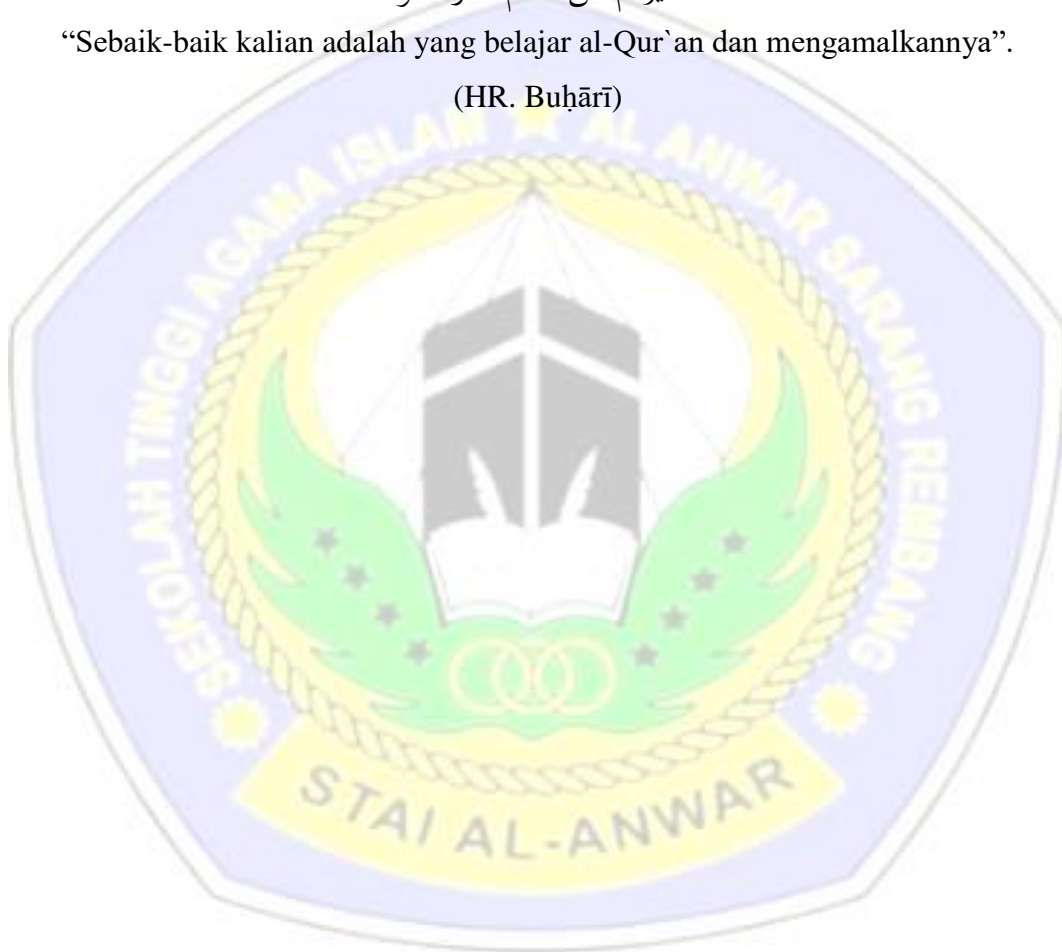 “Sebaik-baik kalian adalah yang belajar al-Qur`an dan mengamalkannya”.
(HR. Buḥārī)
SEKOLAH TINGGI AGAMA ISLAM AL ANWAR SARANG REMBANG
STAI AL-ANWAR